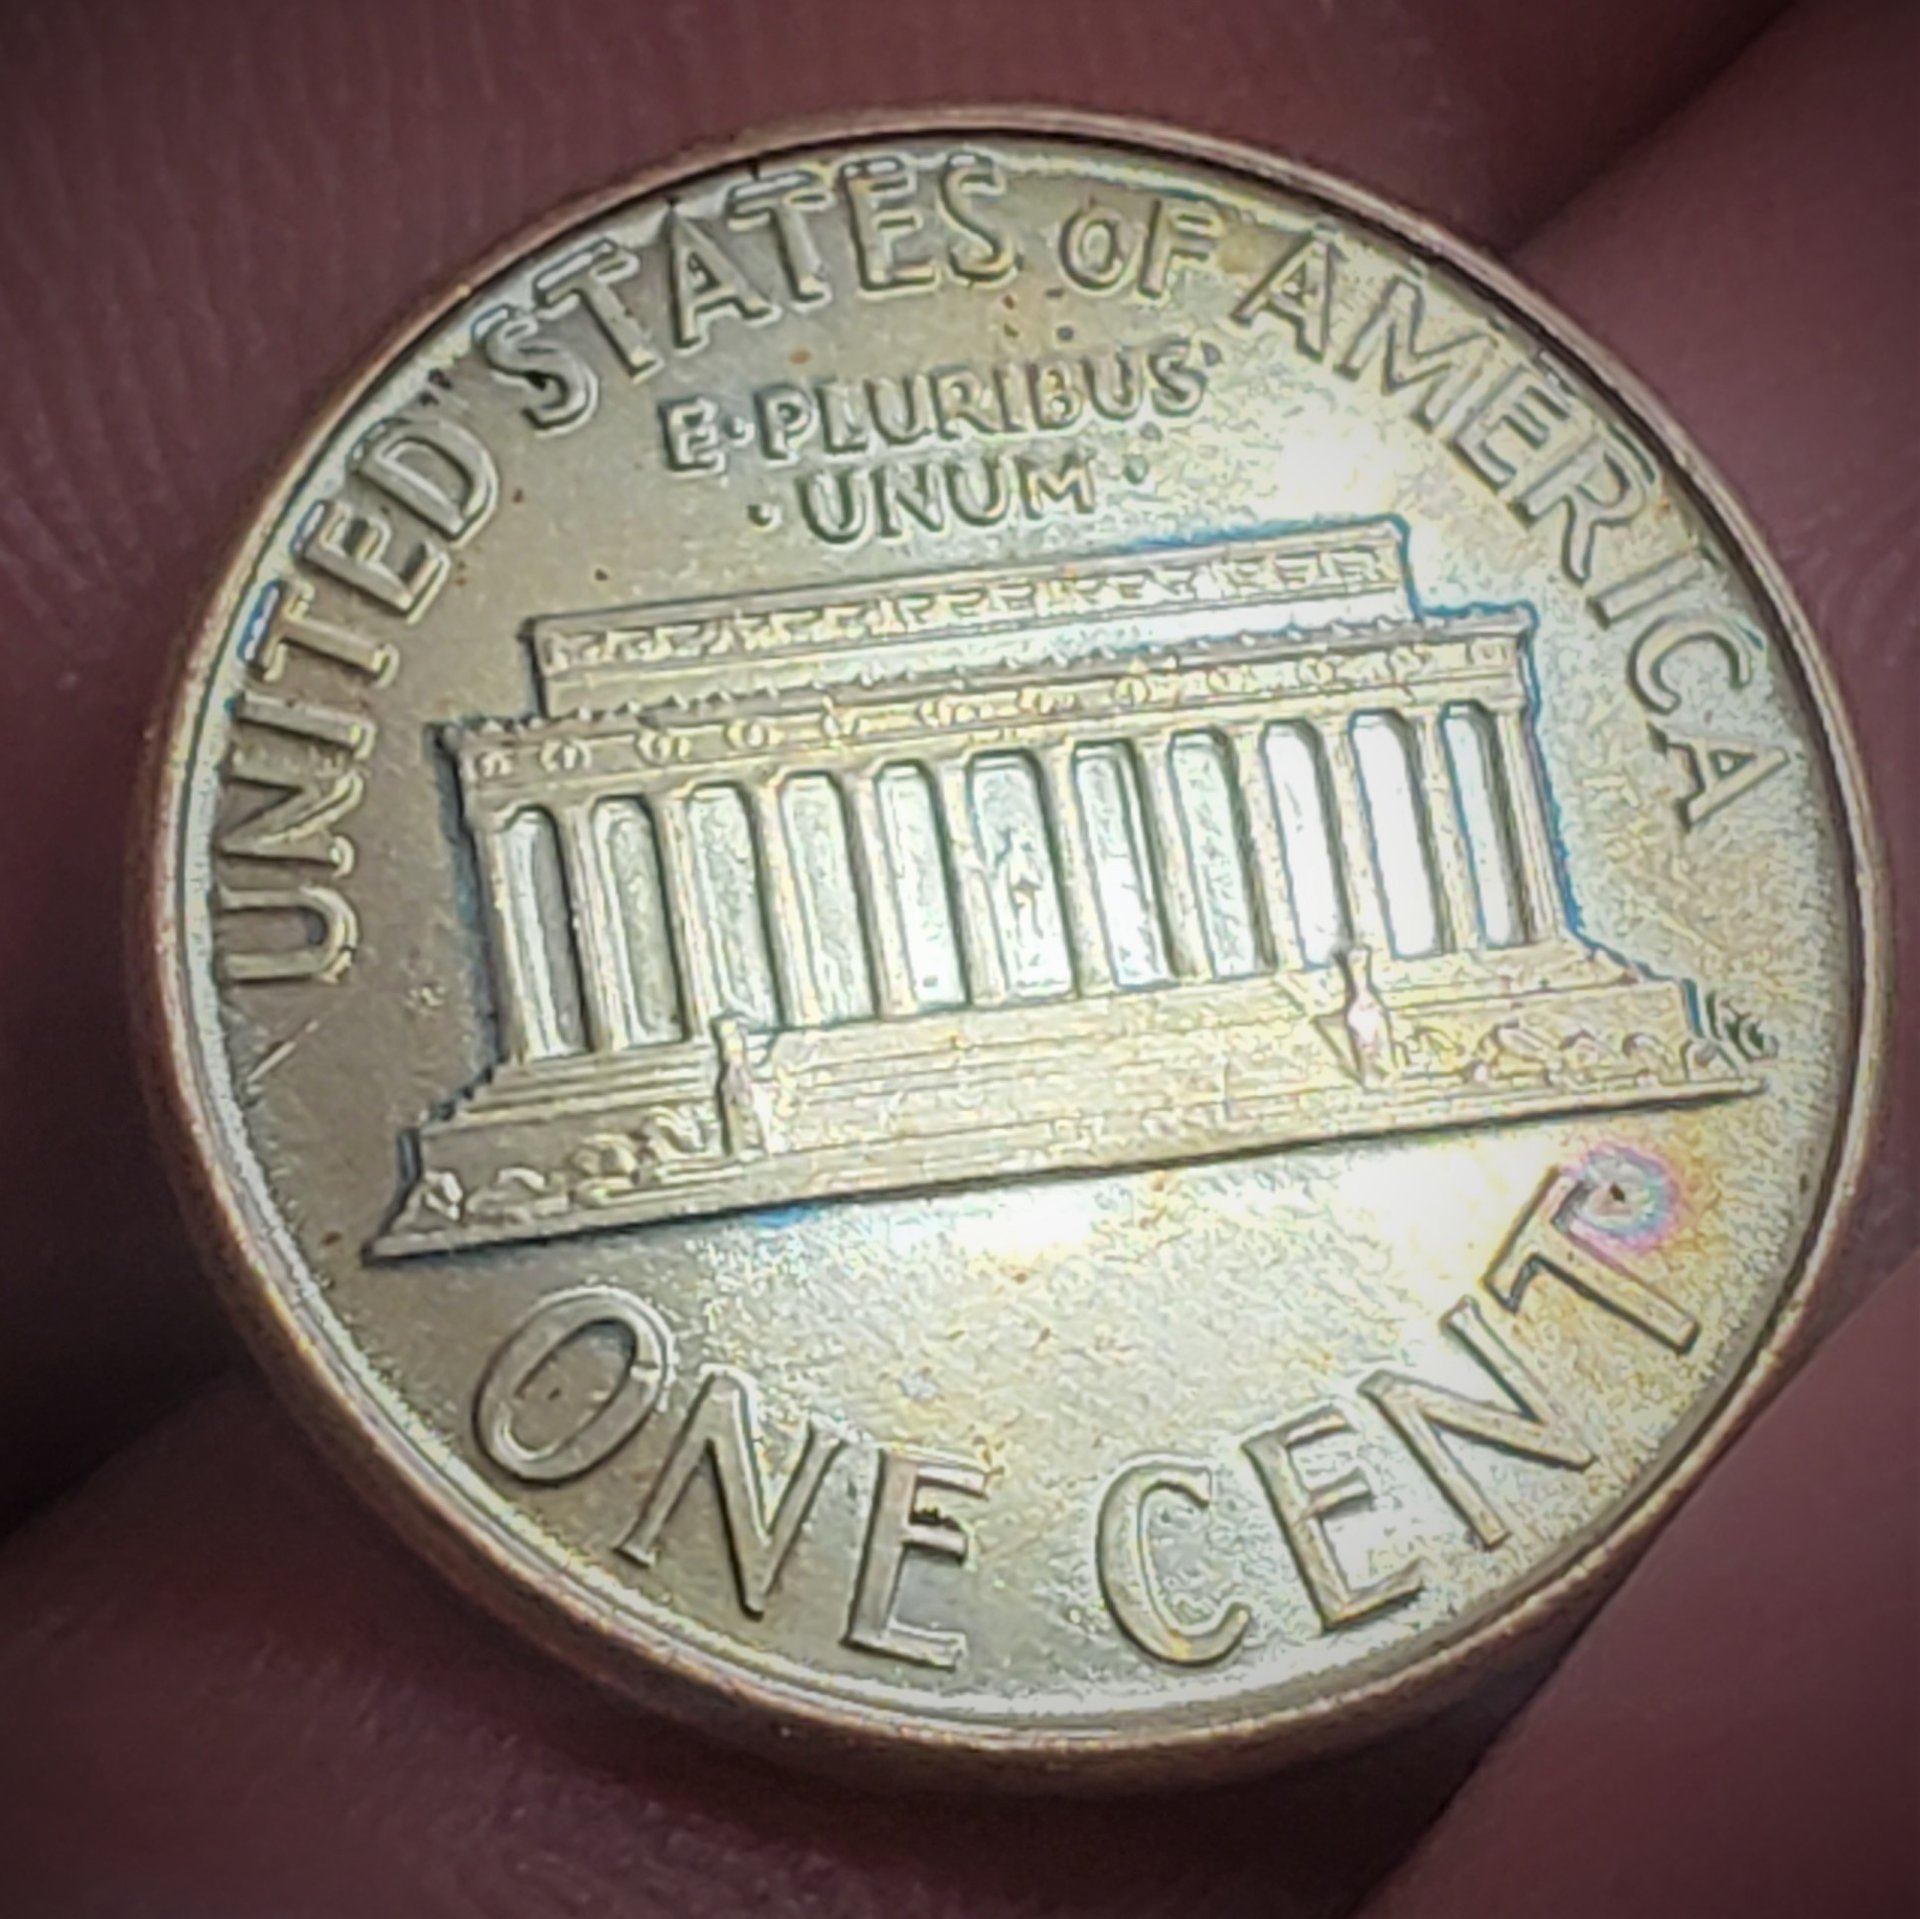 UNITED STATES OF AMERICA
E·PLURIBUS
·UNUM·
ONE CENT